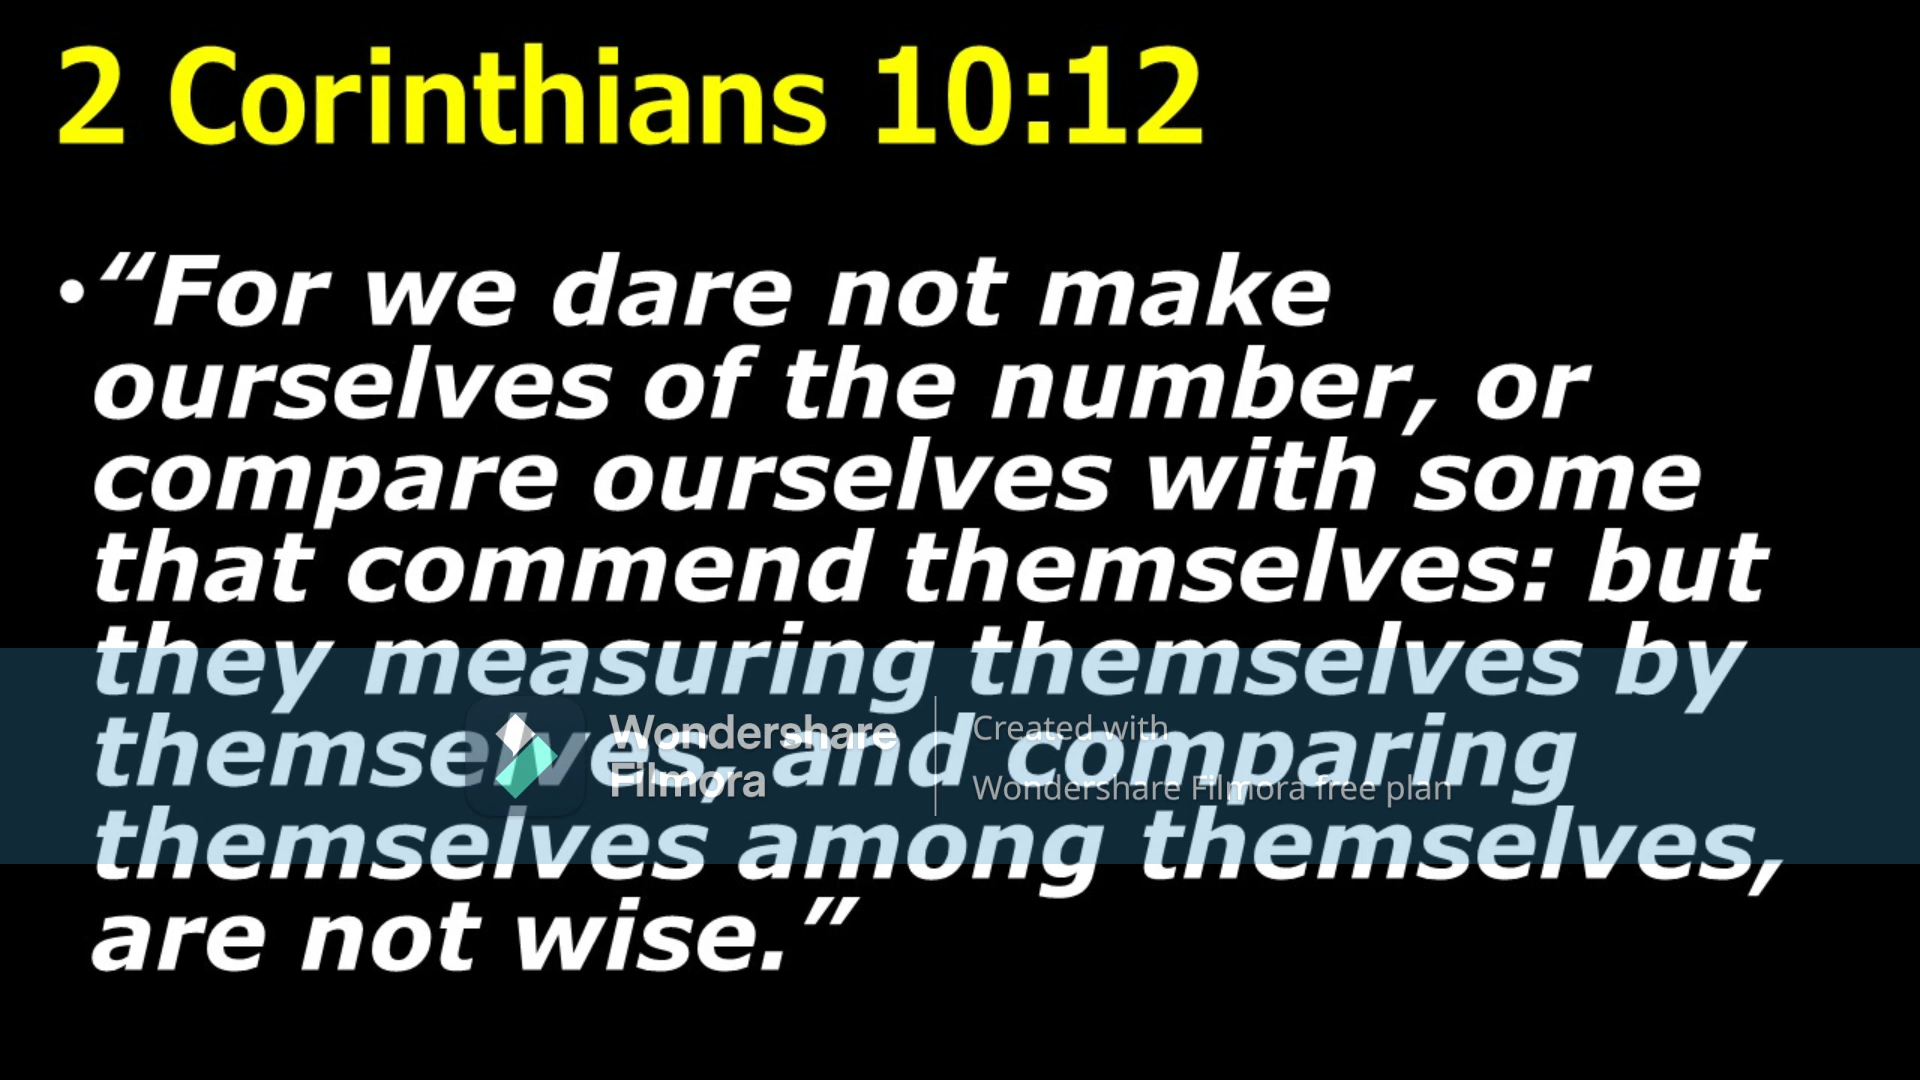 2 Corinthians 10:12
•“For we dare not make
ourselves of the number, or
compare ourselves with some
that commend themselves: but
they measuring themselves by
themselves, and comparing
themselves among themselves,
are not wise.”
Wondershare
Filmora
Created with
Wondershare Filmora free plan